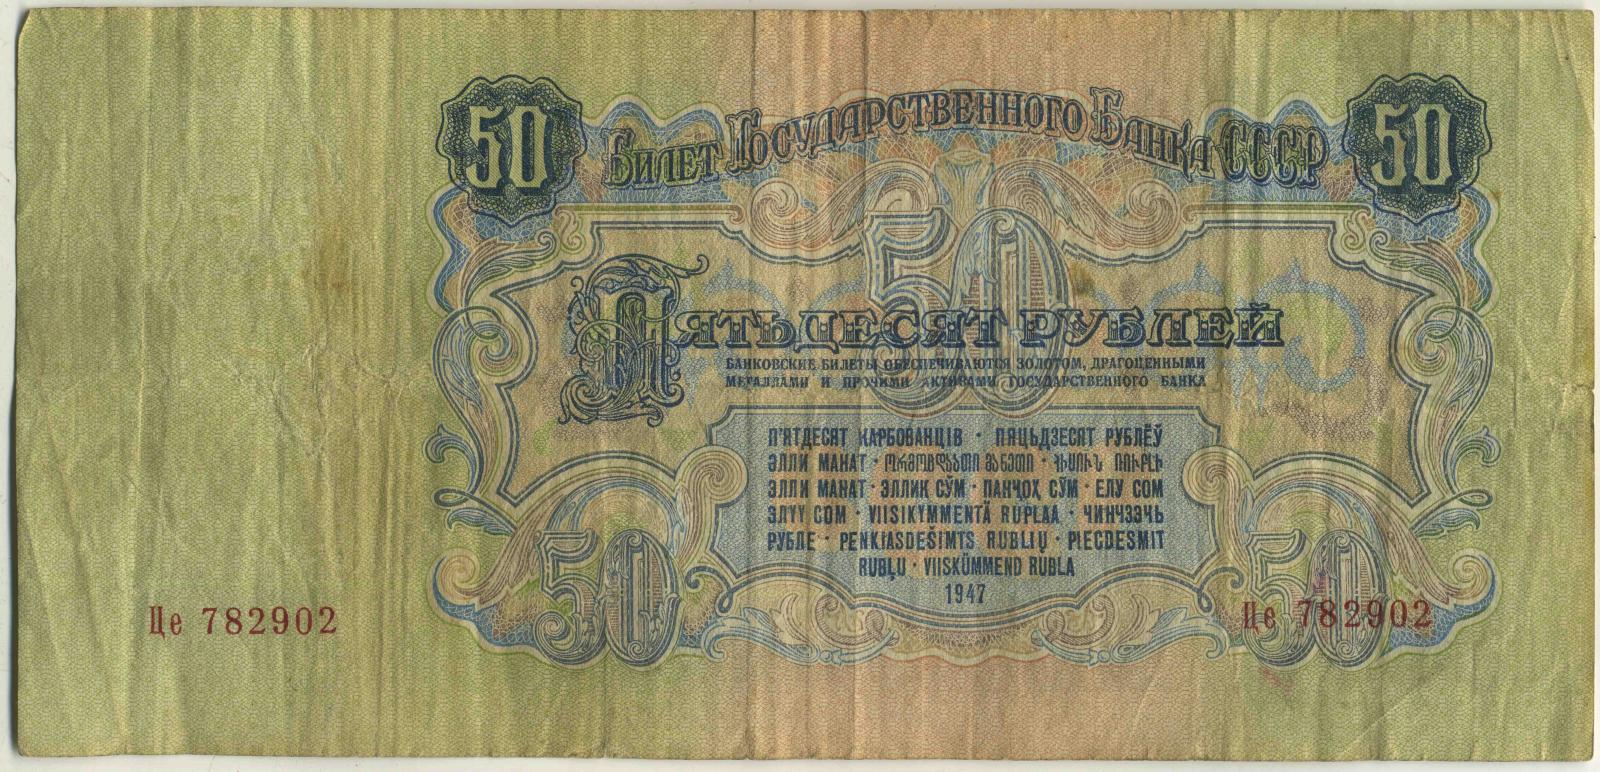 50 Билет Государственного Банка СССР 50
50
Пятьдесят рублей
БАНКОВСКИЕ БИЛЕТЫ ОБЕСПЕЧИВАЮТСЯ ЗОЛОТОМ, ДРАГОЦЕННЫМИ
МЕТАЛЛАМИ И ПРОЧИМИ АКТИВАМИ ГОСУДАРСТВЕННОГО БАНКА
П'ЯТДЕСЯТ КАРБОВАНЦІВ · ПЯЦЬДЗЕСЯТ РУБЛЁЎ
ЭЛЛИ МАНАТ · ᲝᲠᲛᲝᲪᲓᲐᲐᲗᲘ ᲛᲐᲜᲔᲗᲘ · ՀԻՍՈՒՆ ՌՈՒԲԼԻ
ЭЛЛИ МАНАТ · ЭЛЛИК СЎМ · ПАНҶОҲ СЎМ · ЕЛУ СОМ
ЭЛУУ СОМ · VIISIKYMMENTÄ RUPLAA · ЧИНЧЗЭЧЬ
РУБЛЕ · PENKIASDEŠIMTS RUBLIŲ · PIECDESMIT
RUBĻU · VIISKÜMMEND RUBLA
1947
50 50
Це 782902 Це 782902